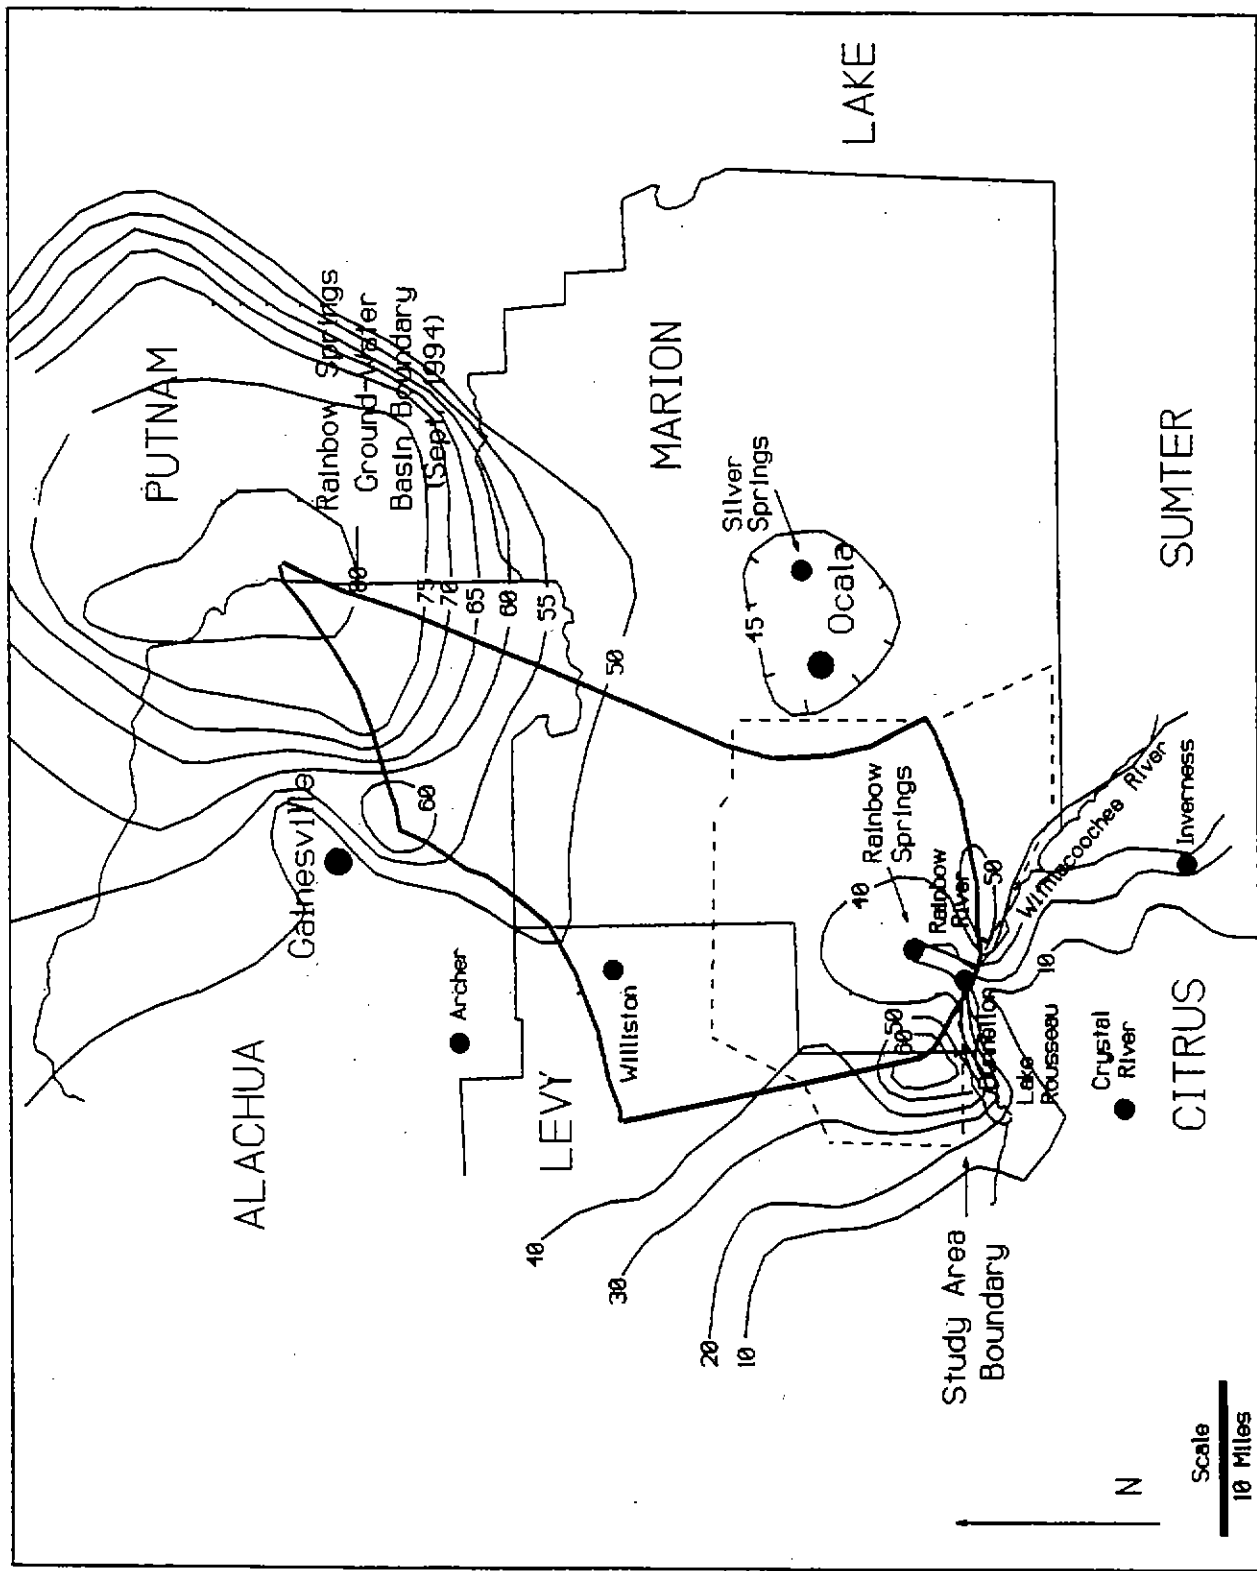 PUTNAM
LAKE
Rainbow Springs
Ground-Water
Basin Boundary
(Sept. 1994)
80
75
70
65
60
55
50
60
Gainesville
ALACHUA
Archer
MARION
Silver
Springs
45
Ocala
Williston
LEVY
Rainbow
Springs
40
Rainbow
River
50
50
60
Dunnellon
Lake
Rousseau
Withlacoochee River
Inverness
10
SUMTER
Crystal
River
CITRUS
40
30
20
10
Study Area
Boundary
N
Scale
10 Miles